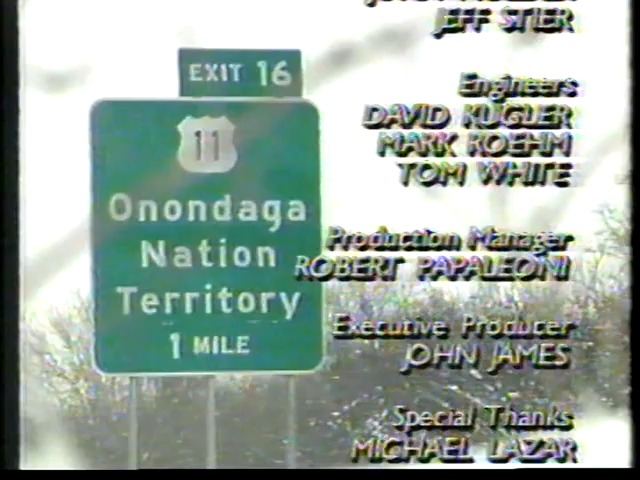 EXIT 16
11
Onondaga
Nation
Territory
1 MILE
JEFF STIER
Engineers
DAVID KUGLER
MARK ROEHM
TOM WHITE
Production Manager
ROBERT PAPALEONI
Executive Producer
JOHN JAMES
Special Thanks
MICHAEL LAZAR